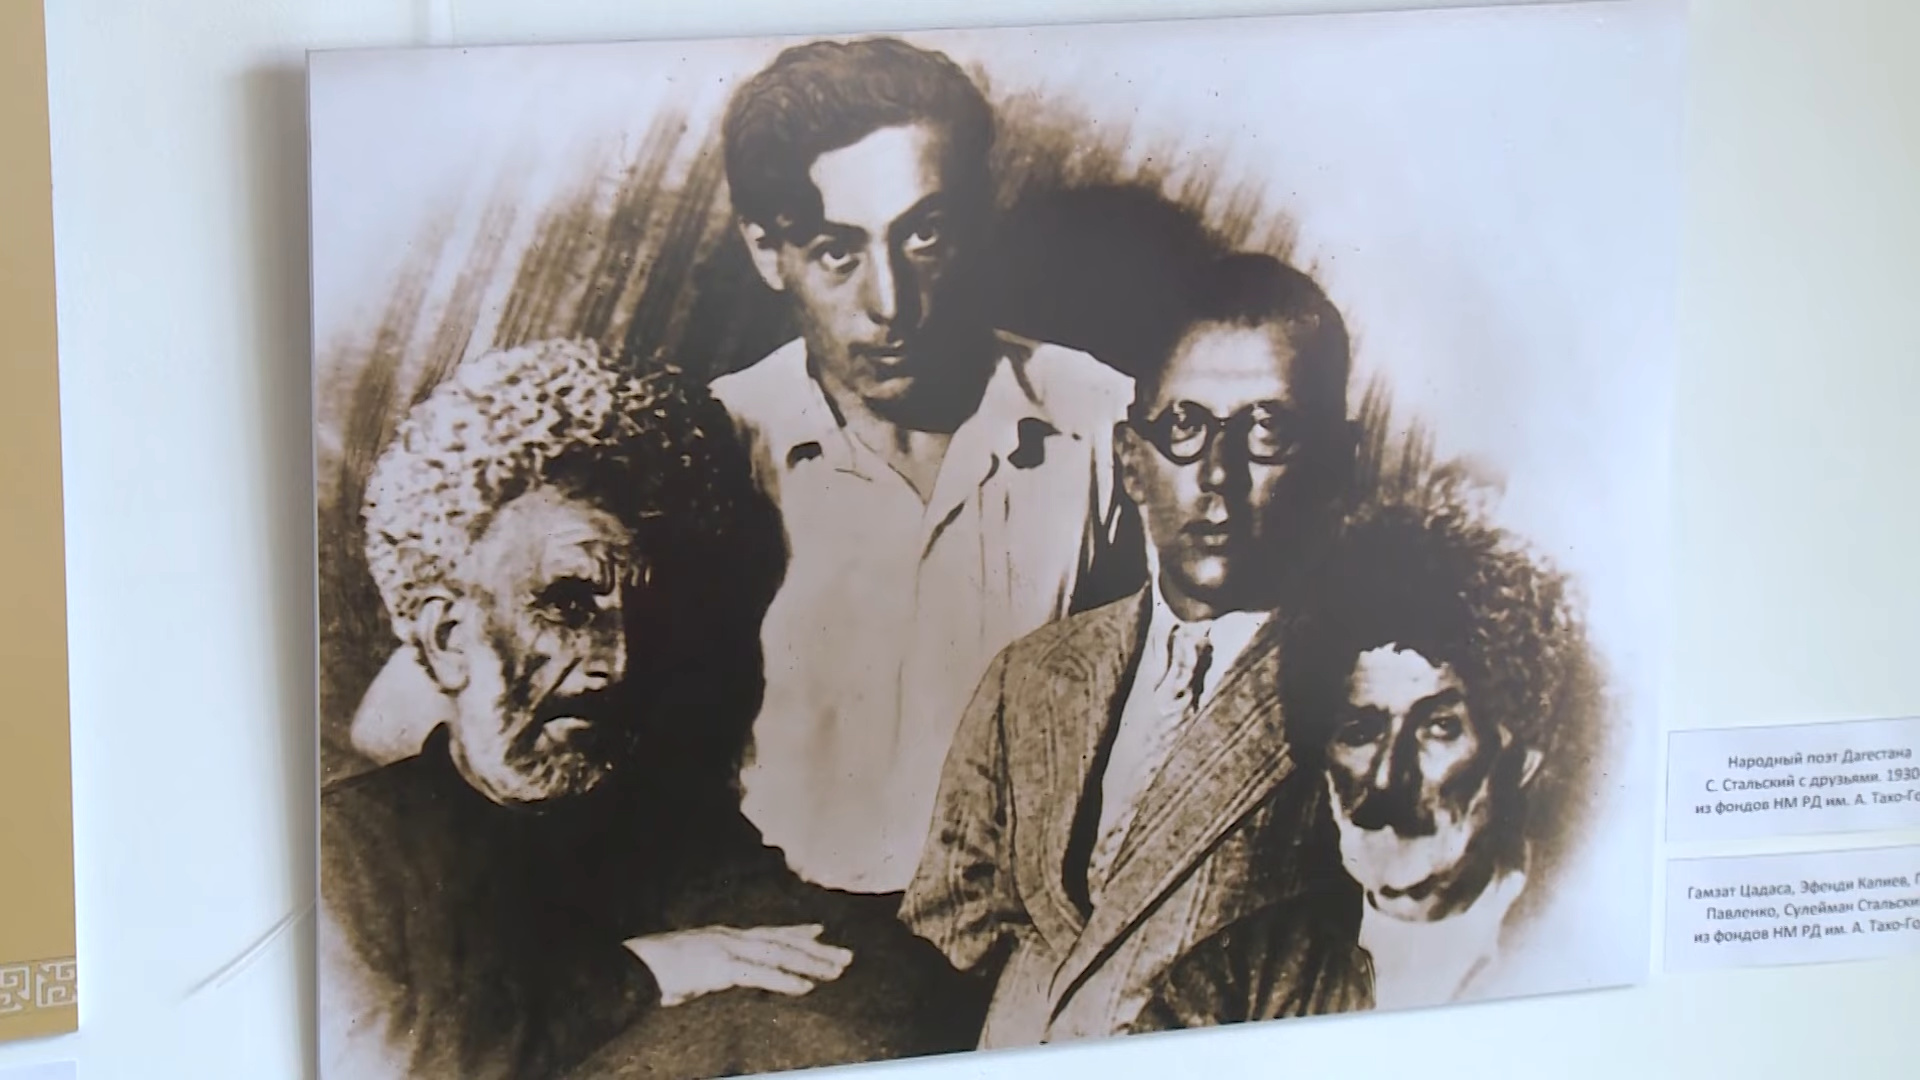 Народный поэт Дагестана
С. Стальский с друзьями. 1930
из фондов НМ РД им. А. Тахо-Го
Гамзат Цадаса, Эфенди Капиев, П
Павленко, Сулейман Стальски
из фондов НМ РД им. А. Тахо-Го